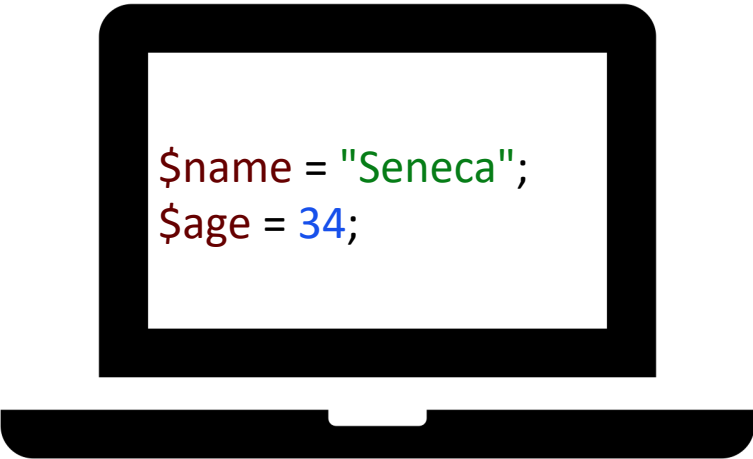 $name = "Seneca";
$age = 34;